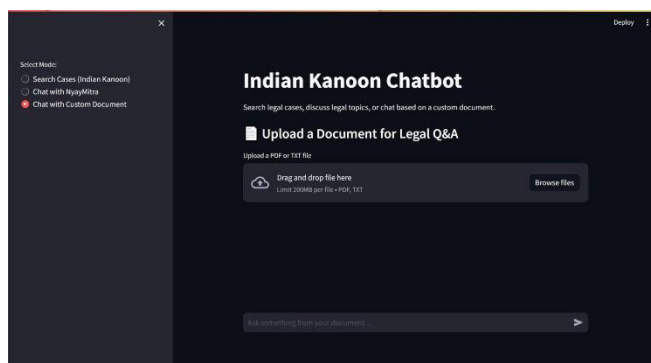 Deploy
Select Mode:
Search Cases (Indian Kanoon)
Chat with NyayMitra
Chat with Custom Document
Indian Kanoon Chatbot
Search legal cases, discuss legal topics, or chat based on a custom document.
Upload a Document for Legal Q&A
Upload a PDF or TXT file
Drag and drop file here
Limit 200MB per file • PDF, TXT
Browse files
Ask something from your document...